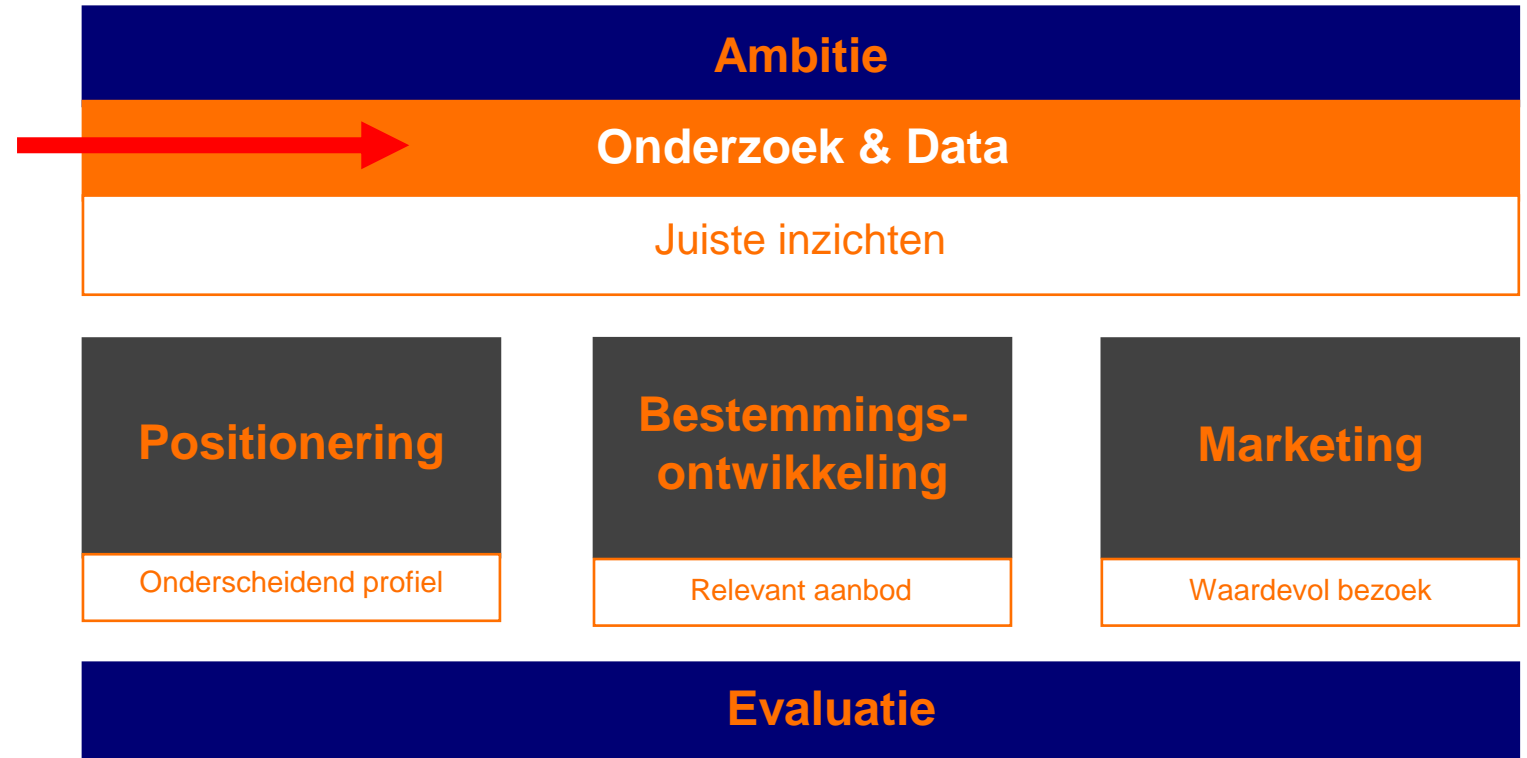 Ambitie
Onderzoek & Data
Juiste inzichten
Positionering
Onderscheidend profiel
Bestemmings-
ontwikkeling
Relevant aanbod
Marketing
Waardevol bezoek
Evaluatie